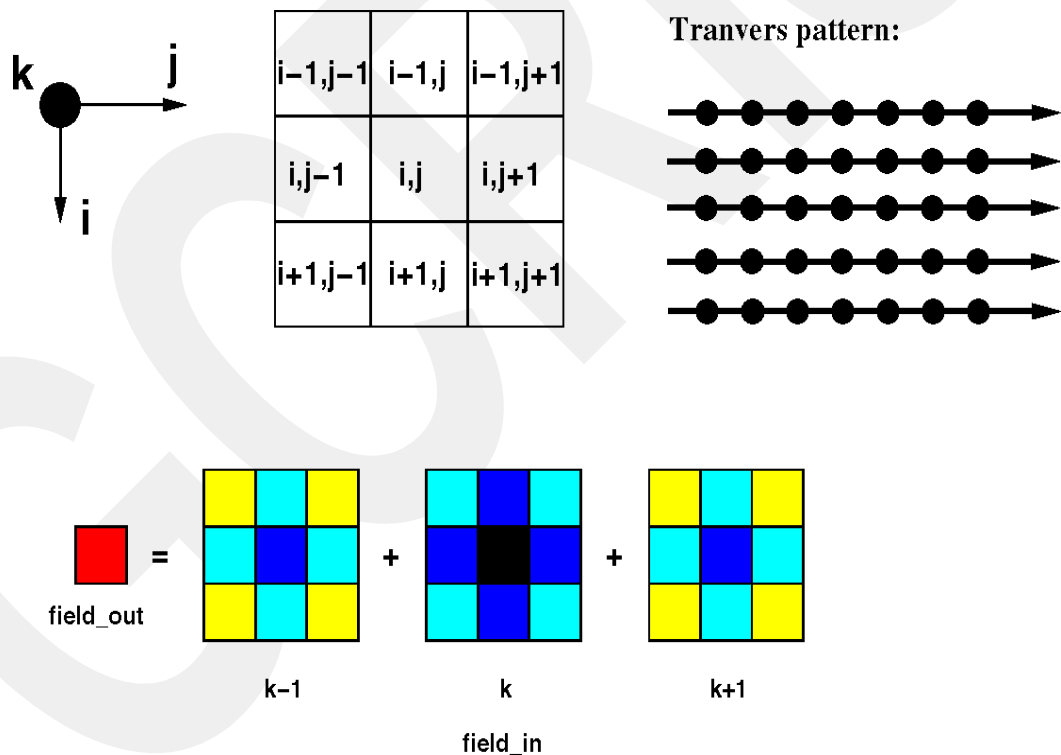 k
j
i
i-1,j-1 i-1,j i-1,j+1
i,j-1 i,j i,j+1
i+1,j-1 i+1,j i+1,j+1
Tranvers pattern:
= + +
field_out
k-1 k k+1
field_in